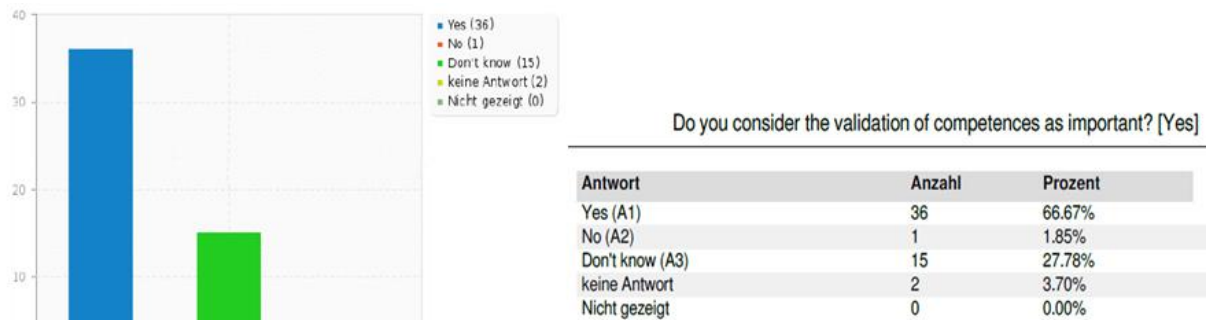 40
30
20
10
Yes (36)
No (1)
Don't know (15)
keine Antwort (2)
Nicht gezeigt (0)
Do you consider the validation of competences as important? [Yes]
Antwort Anzahl Prozent
Yes (A1) 36 66.67%
No (A2) 1 1.85%
Don't know (A3) 15 27.78%
keine Antwort 2 3.70%
Nicht gezeigt 0 0.00%